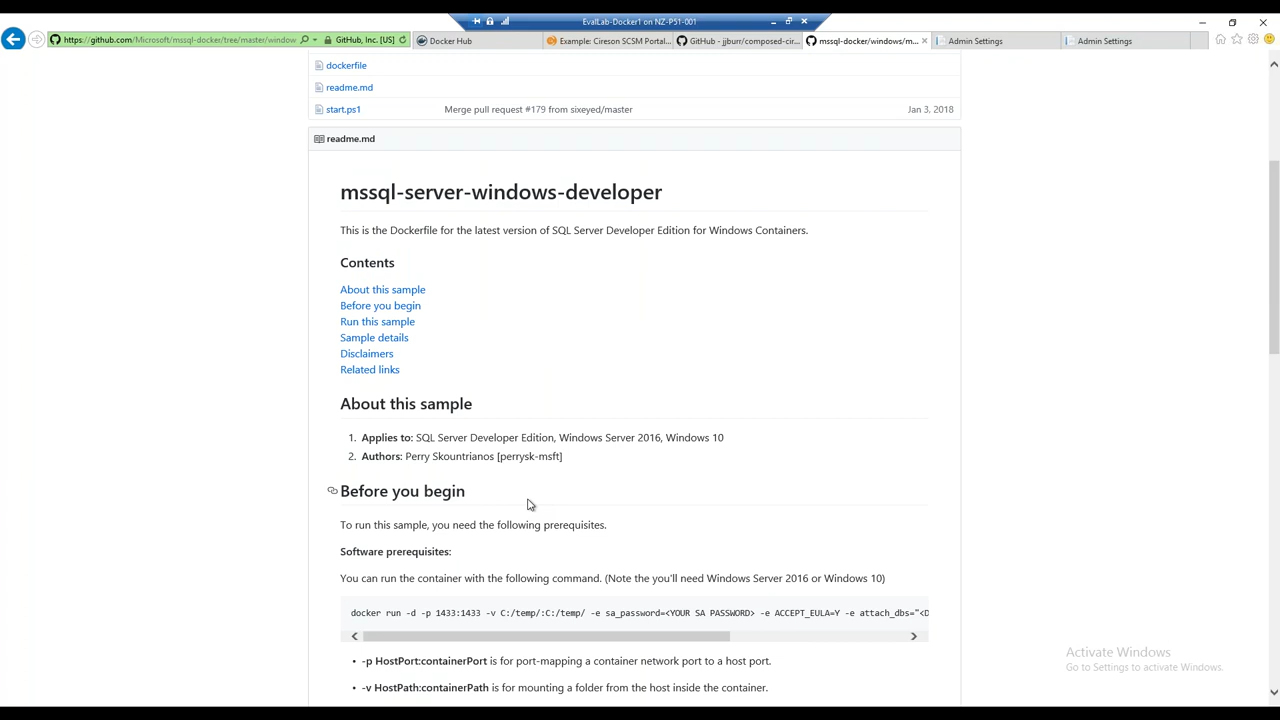 EvalLab-Docker1 on NZ-P51-001
https://github.com/Microsoft/mssql-docker/tree/master/window
GitHub, Inc. [US]
Docker Hub
Example: Cireson SCSM Portal...
GitHub - jjburr/composed-cir...
mssql-docker/windows/m...
Admin Settings
Admin Settings
dockerfile
readme.md
start.ps1
Merge pull request #179 from sixeyed/master
Jan 3, 2018
readme.md
mssql-server-windows-developer
This is the Dockerfile for the latest version of SQL Server Developer Edition for Windows Containers.
Contents
About this sample
Before you begin
Run this sample
Sample details
Disclaimers
Related links
About this sample
1. Applies to: SQL Server Developer Edition, Windows Server 2016, Windows 10
2. Authors: Perry Skountrianos [perrysk-msft]
Before you begin
To run this sample, you need the following prerequisites.
Software prerequisites:
You can run the container with the following command. (Note the you'll need Windows Server 2016 or Windows 10)
docker run -d -p 1433:1433 -v C:/temp/:C:/temp/ -e sa_password=<YOUR SA PASSWORD> -e ACCEPT_EULA=Y -e attach_dbs="<D
• -p HostPort:containerPort is for port-mapping a container network port to a host port.
• -v HostPath:containerPath is for mounting a folder from the host inside the container.
Activate Windows
Go to Settings to activate Windows.